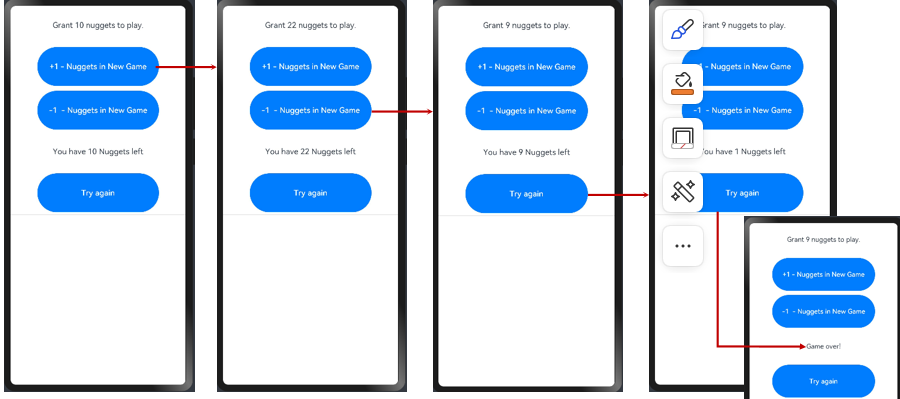 Grant 10 nuggets to play.
+1 - Nuggets in New Game
-1 - Nuggets in New Game
You have 10 Nuggets left
Try again
Grant 22 nuggets to play.
+1 - Nuggets in New Game
-1 - Nuggets in New Game
You have 22 Nuggets left
Try again
Grant 9 nuggets to play.
+1 - Nuggets in New Game
-1 - Nuggets in New Game
You have 9 Nuggets left
Try again
9 nuggets to play.
- Nuggets in New Game
-1 - Nuggets in New Game
You have 1 Nuggets left
Try again
Grant 9 nuggets to play.
+1 - Nuggets in New Game
-1 - Nuggets in New Game
Game over!
Try again